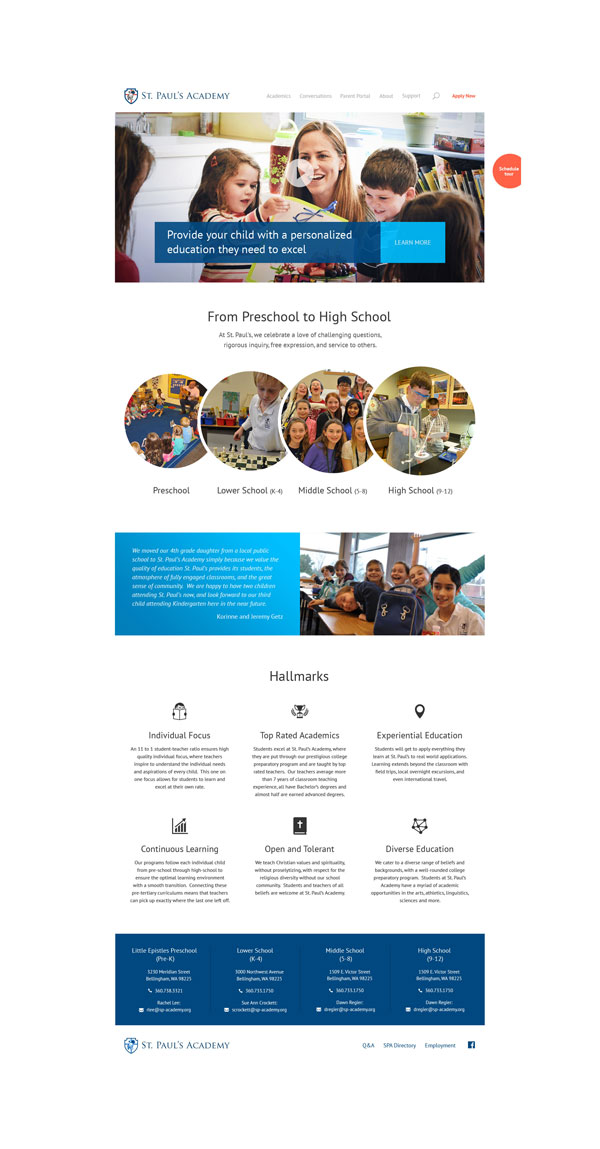 ST. PAUL'S ACADEMY
Academics Conversations Parent Portal About Support Apply Now
Schedule
Provide your child with a personalized
education they need to excel
LEARN MORE
From Preschool to High School
At St. Paul's, we celebrate a love of challenging questions,
rigorous inquiry, free expression, and service to others.
Preschool
Lower School (K-4)
Middle School (5-8)
High School (9-12)
We moved our 4th grade daughter from a local public
school to St. Paul's Academy simply because we value the
quality of education St. Paul's provides its students, the
atmosphere of fully engaged classrooms, and the great
sense of community. We are happy to have two children
attending St. Paul's now, and look forward to our third
child attending Kindergarten here in the near future.
Korinne and Jeremy Getz
Hallmarks
Individual Focus
An 11 to 1 student-teacher ratio ensures high
quality individual focus, where teachers
inspire to understand the individual needs
and aspirations of every child. This one on
one focus allows for students to learn and
excel at their own rate.
Top Rated Academics
Students excel at St. Paul's Academy, where
they are put through our prestigious college
preparatory program and are taught by top
rated teachers. Our teachers average more
than 7 years of classroom teaching
experience, all have Bachelor's degrees and
almost half are earned advanced degrees.
Experiential Education
Students will get to apply everything they
learn at St. Paul's to real world applications.
Learning extends beyond the classroom with
field trips, local overnight excursions, and
even international travel.
Continuous Learning
Our programs follow each individual child
from pre-school through high-school to
ensure the optimal learning environment
with a smooth transition. Connecting these
pre-tertiary curriculums means that teachers
can pick up exactly where the last one left off.
Open and Tolerant
We teach Christian values and spirituality,
without proselytizing, with respect for the
religious diversity within our school
community. Students and teachers of all
beliefs are welcome at St. Paul's Academy.
Diverse Education
We cater to a diverse range of beliefs and
backgrounds, with a well-rounded college
preparatory program. Students at St. Paul's
Academy have a myriad of academic
opportunities in the arts, athletics, linguistics,
sciences and more.
Little Epistles Preschool
(Pre-K)
3230 Meridian Street
Bellingham, WA 98225
360.738.3321
Rachel Lee:
rlee@sp-academy.org
Lower School
(K-4)
3000 Northwest Avenue
Bellingham, WA 98225
360.733.1750
Sue Ann Crockett:
scrockett@sp-academy.org
Middle School
(5-8)
1509 E. Victor Street
Bellingham, WA 98225
360.733.1750
Dawn Regier:
dregier@sp-academy.org
High School
(9-12)
1509 E. Victor Street
Bellingham, WA 98225
360.733.1750
Dawn Regier:
dregier@sp-academy.org
ST. PAUL'S ACADEMY
Q&A SPA Directory Employment